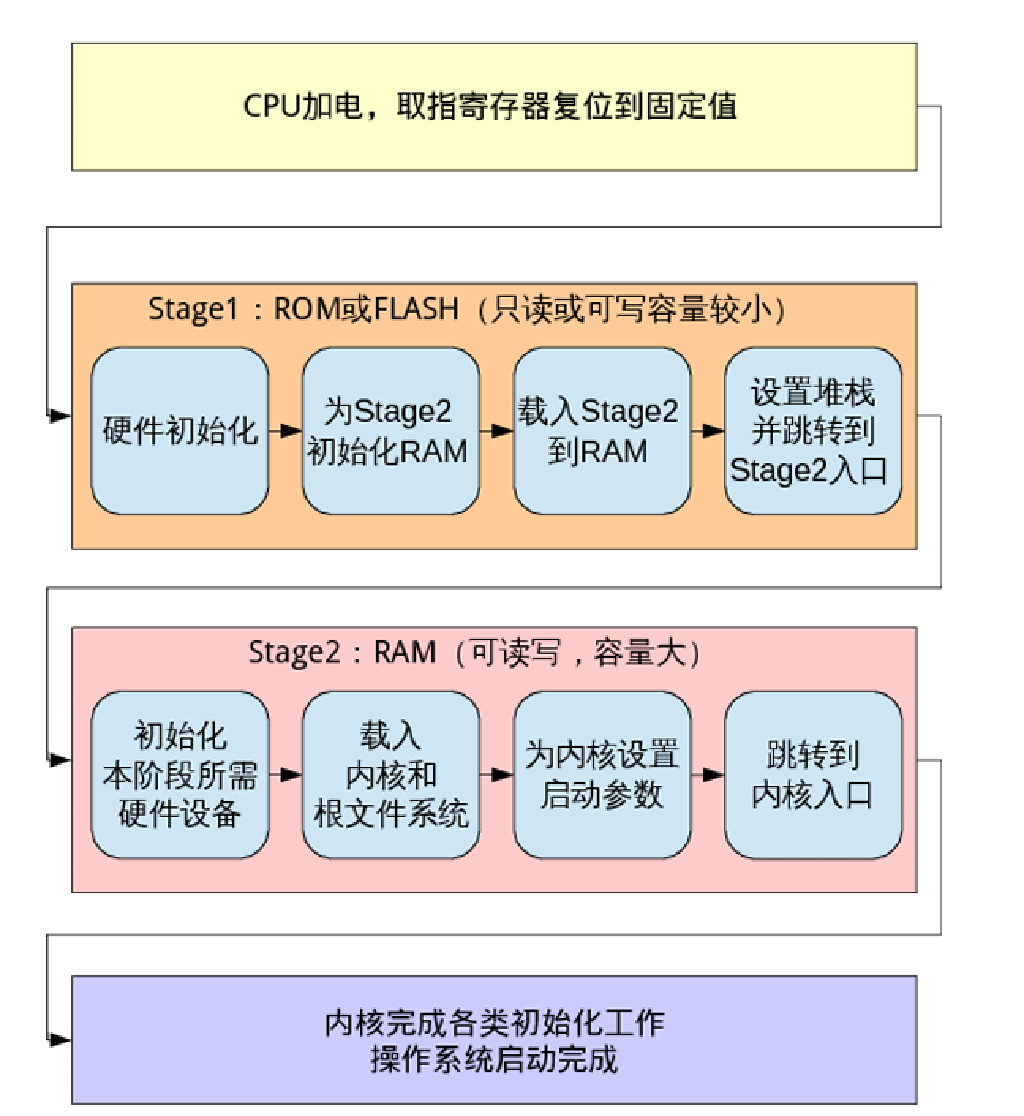 CPU加电，取指寄存器复位到固定值
Stage1：ROM或FLASH（只读或可写容量较小）
硬件初始化
为Stage2
初始化RAM
载入Stage2
到RAM
设置堆栈
并跳转到
Stage2入口
Stage2：RAM（可读写，容量大）
初始化
本阶段所需
硬件设备
载入
内核和
根文件系统
为内核设置
启动参数
跳转到
内核入口
内核完成各类初始化工作
操作系统启动完成